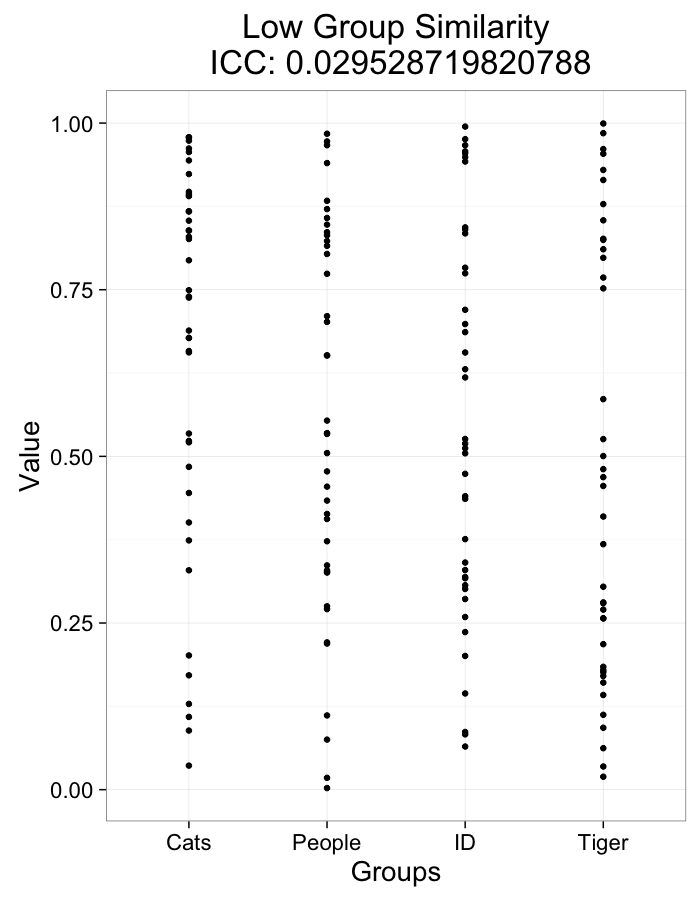 Low Group Similarity
ICC: 0.029528719820788
1.00
0.75
0.50
0.25
0.00
Value
Cats People ID Tiger
Groups